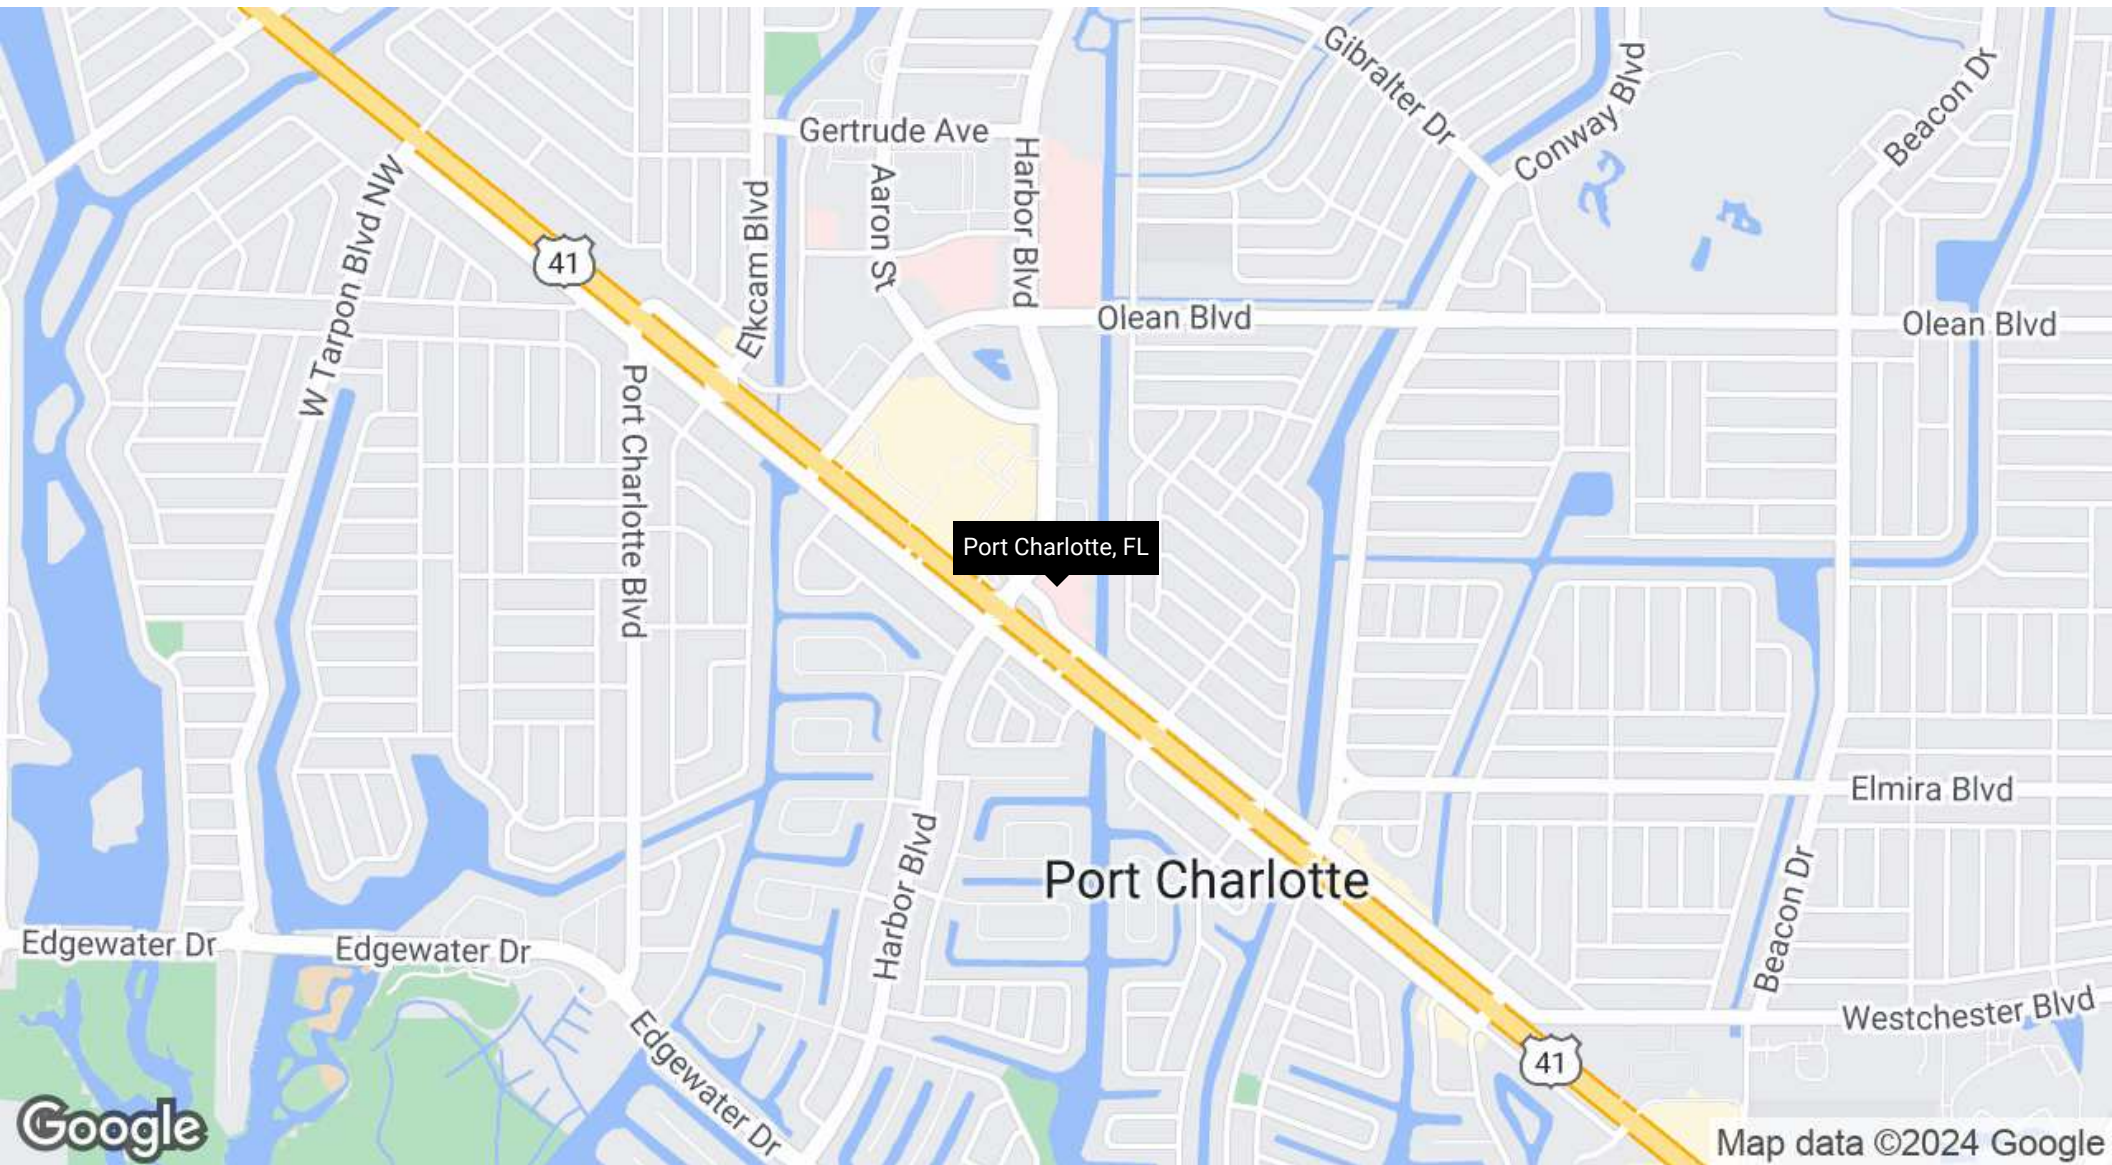 Gibralter Dr
Conway Blvd
Beacon Dr
Gertrude Ave
Harbor Blvd
Aaron St
Elkcam Blvd
W Tarpon Blvd NW
41
Olean Blvd
Olean Blvd
Port Charlotte Blvd
Port Charlotte, FL
Elmira Blvd
Harbor Blvd
Port Charlotte
Beacon Dr
Edgewater Dr
Edgewater Dr
Westchester Blvd
Edgewater Dr
41
Google
Map data ©2024 Google